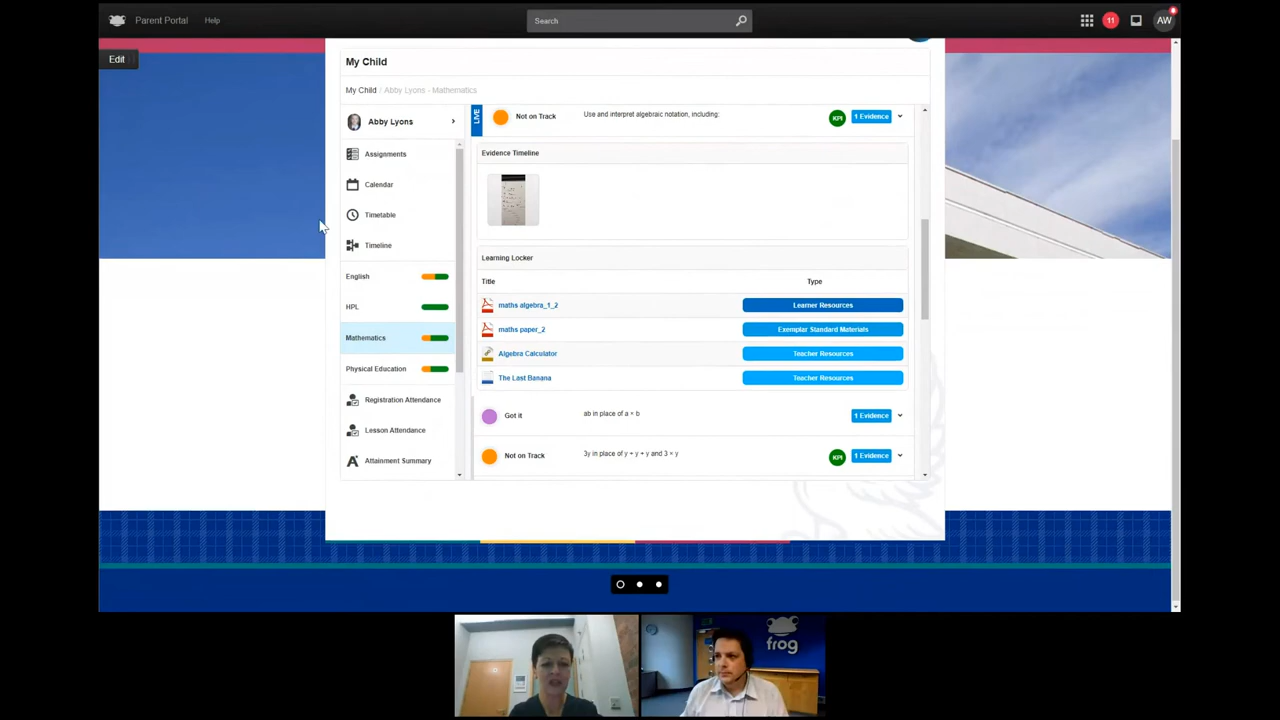 Parent Portal Help Search 11 AW
Edit
My Child
My Child / Abby Lyons - Mathematics
Abby Lyons
Assignments
Calendar
Timetable
Timeline
English
HPL
Mathematics
Physical Education
Registration Attendance
Lesson Attendance
Attainment Summary
LIVE
Not on Track Use and interpret algebraic notation, including: KPI 1 Evidence
Evidence Timeline
Learning Locker
Title Type
maths algebra_1_2 Learner Resources
maths paper_2 Exemplar Standard Materials
Algebra Calculator Teacher Resources
The Last Banana Teacher Resources
Got it ab in place of a × b 1 Evidence
Not on Track 3y in place of y + y + y and 3 × y KPI 1 Evidence
frog